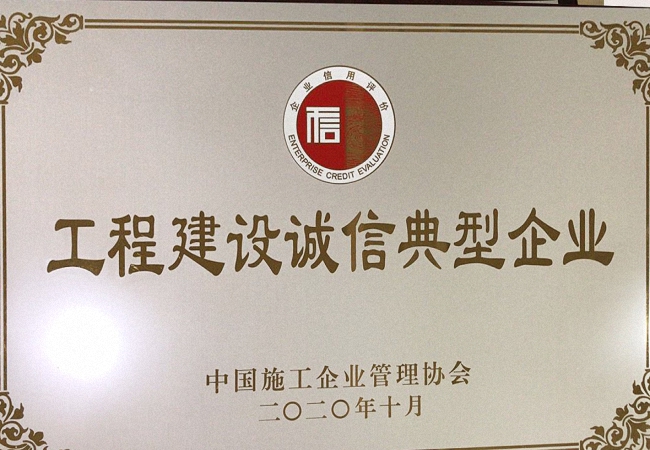 企业信用评价
信
ENTERPRISE CREDIT EVALUATION
工程建设诚信典型企业
中国施工企业管理协会
二〇二〇年十月